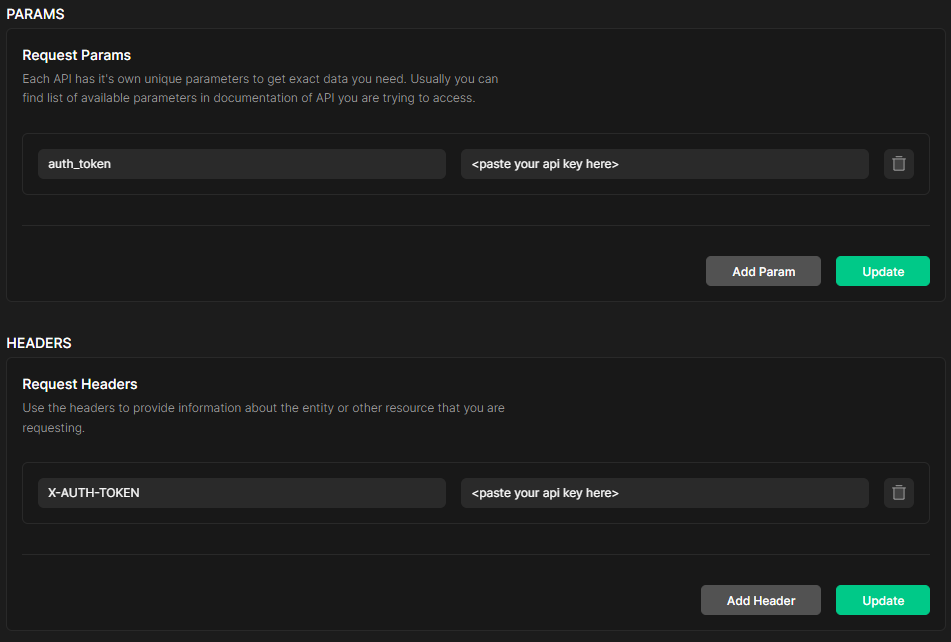 PARAMS
Request Params
Each API has it's own unique parameters to get exact data you need. Usually you can
find list of available parameters in documentation of API you are trying to access.
auth_token
<paste your api key here>
Add Param
Update
HEADERS
Request Headers
Use the headers to provide information about the entity or other resource that you are
requesting.
X-AUTH-TOKEN
<paste your api key here>
Add Header
Update